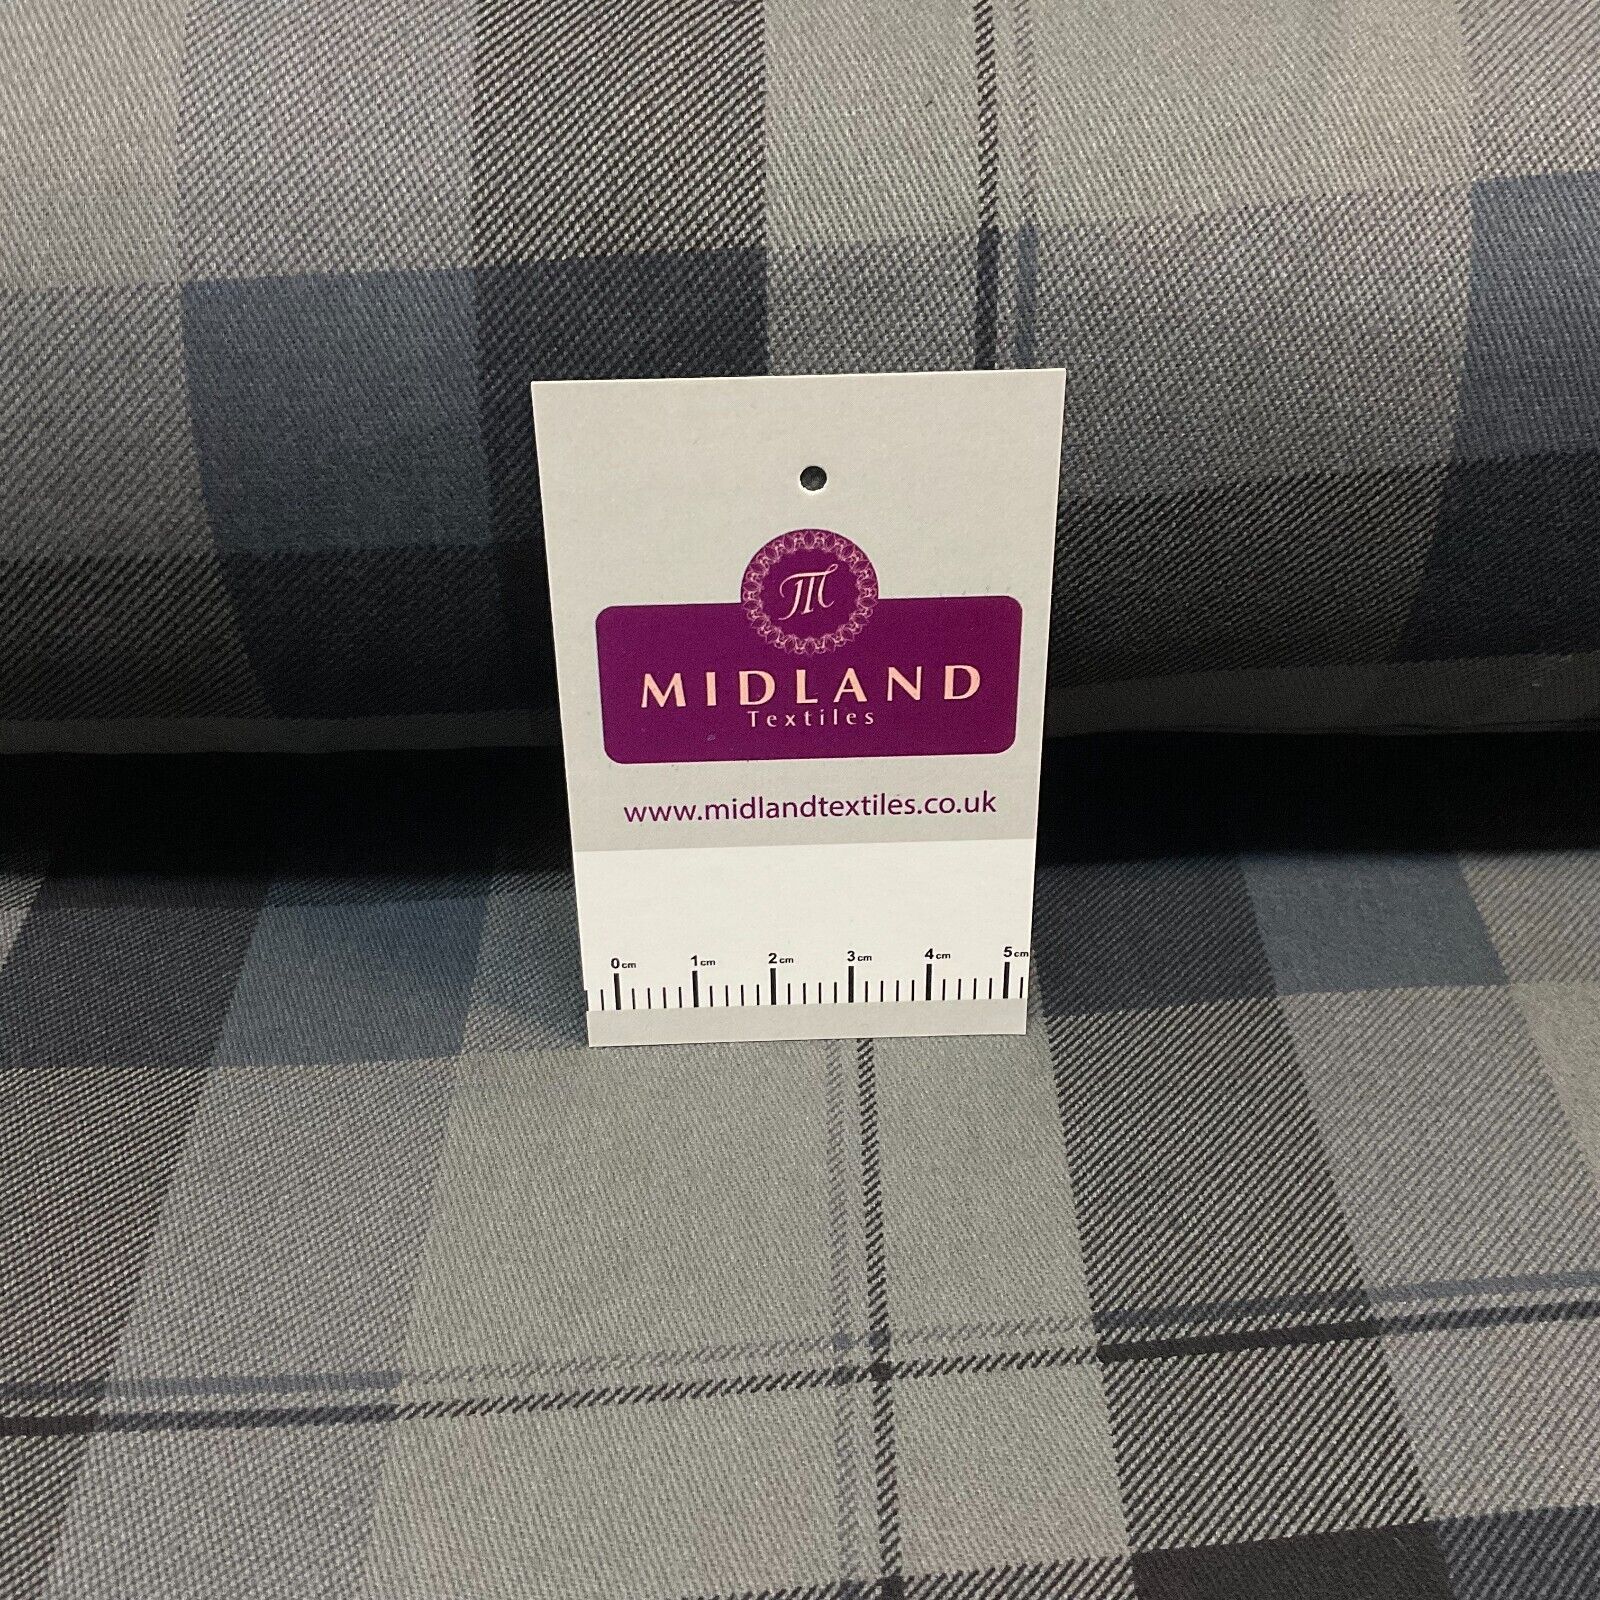 M
MIDLAND
Textiles
www.midlandtextiles.co.uk
0cm 1cm 2cm 3cm 4cm 5cm